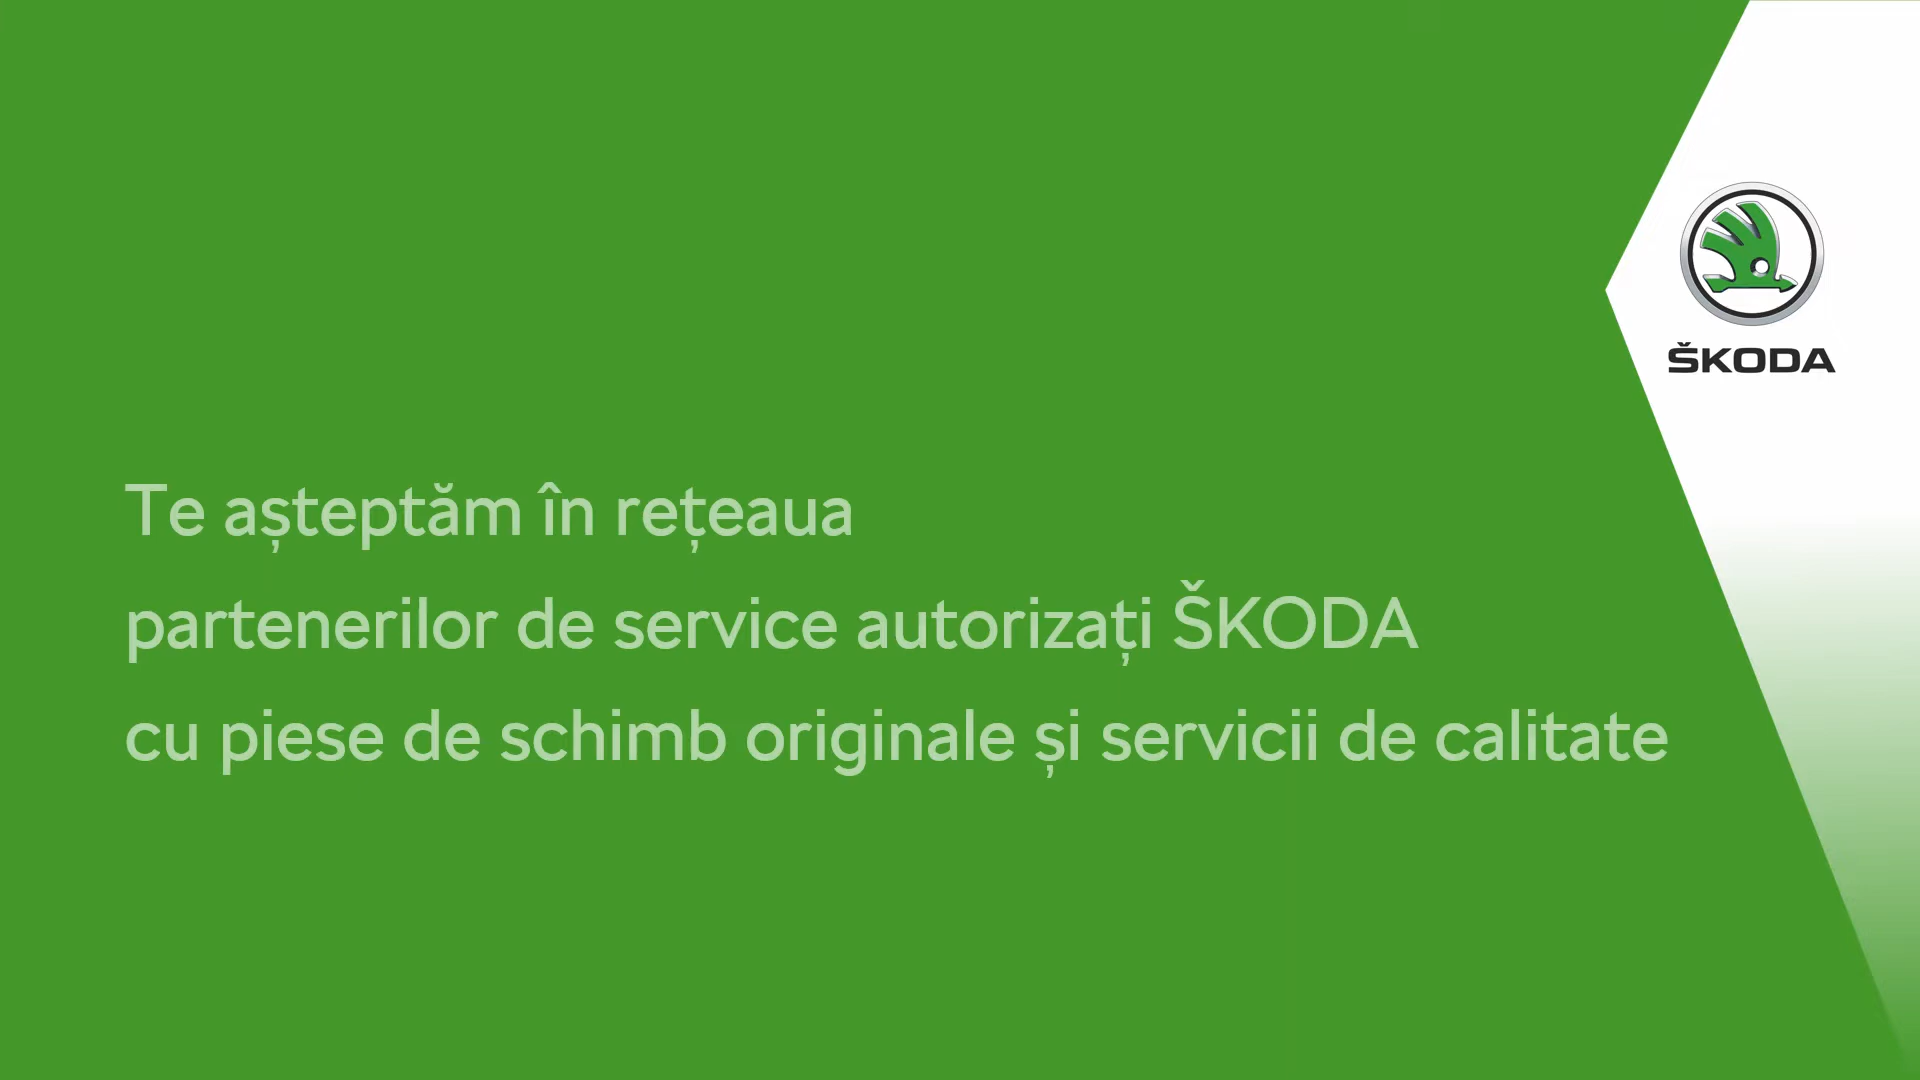 ŠKODA
Te așteptăm în rețeaua
partenerilor de service autorizați ŠKODA
cu piese de schimb originale și servicii de calitate